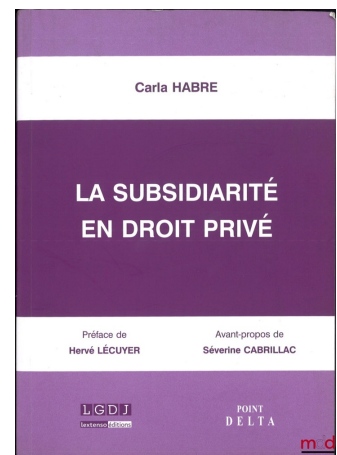 Carla HABRE
LA SUBSIDIARITÉ
EN DROIT PRIVÉ
Préface de
Hervé LÉCUYER
Avant-propos de
Séverine CABRILLAC
LGDJ
lextenso éditions
POINT
DELTA
mdd